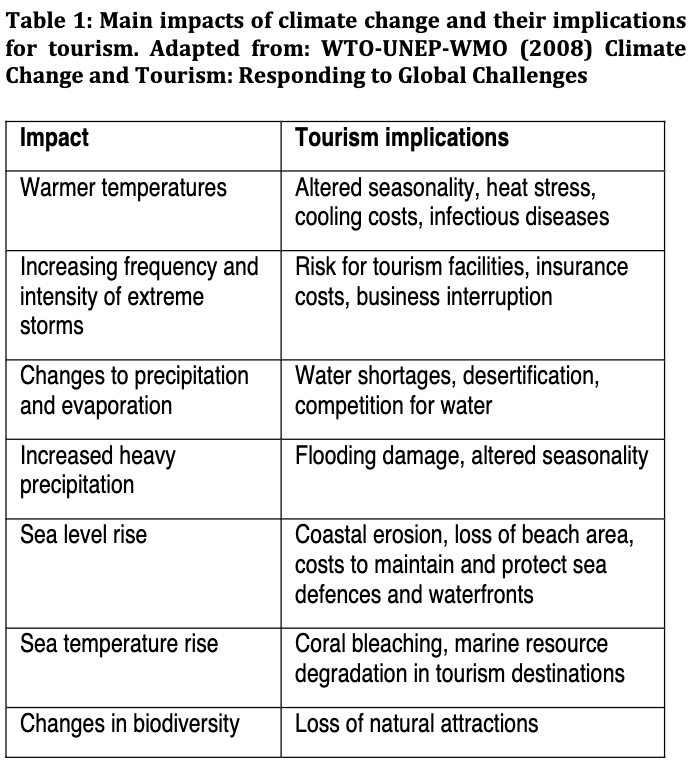 Table 1: Main impacts of climate change and their implications
for tourism. Adapted from: WTO-UNEP-WMO (2008) Climate
Change and Tourism: Responding to Global Challenges
Impact
Tourism implications
Warmer temperatures
Altered seasonality, heat stress,
cooling costs, infectious diseases
Increasing frequency and
intensity of extreme
storms
Risk for tourism facilities, insurance
costs, business interruption
Changes to precipitation
and evaporation
Water shortages, desertification,
competition for water
Increased heavy
precipitation
Flooding damage, altered seasonality
Sea level rise
Coastal erosion, loss of beach area,
costs to maintain and protect sea
defences and waterfronts
Sea temperature rise
Coral bleaching, marine resource
degradation in tourism destinations
Changes in biodiversity
Loss of natural attractions